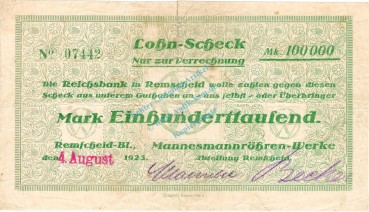 Lohn-Scheck
Nº 07442
Nur zur Verrechnung
Mk. 100 000
Die Reichsbank in Remscheid wolle zahlen gegen diesen
Scheck aus unserem Guthaben an uns selbst - oder Überbringer
Mark Einhunderttausend.
Remscheid-Bl.,
Mannesmannröhren-Werke
den 4. August 1923.
Abteilung Remscheid.